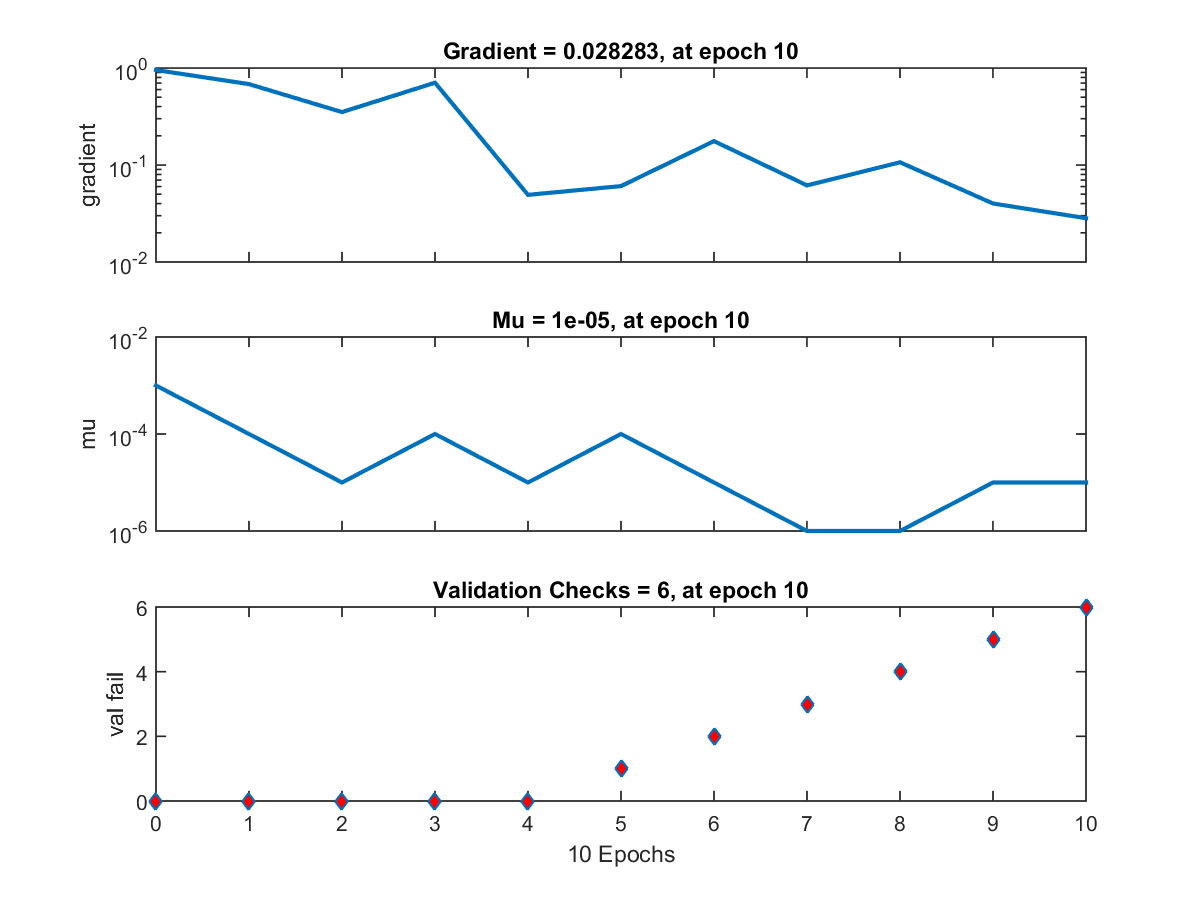 Gradient = 0.028283, at epoch 10
10^0
10^-1
10^-2
gradient
Mu = 1e-05, at epoch 10
10^-2
10^-4
10^-6
mu
Validation Checks = 6, at epoch 10
6
4
2
0
val fail
0 1 2 3 4 5 6 7 8 9 10
10 Epochs